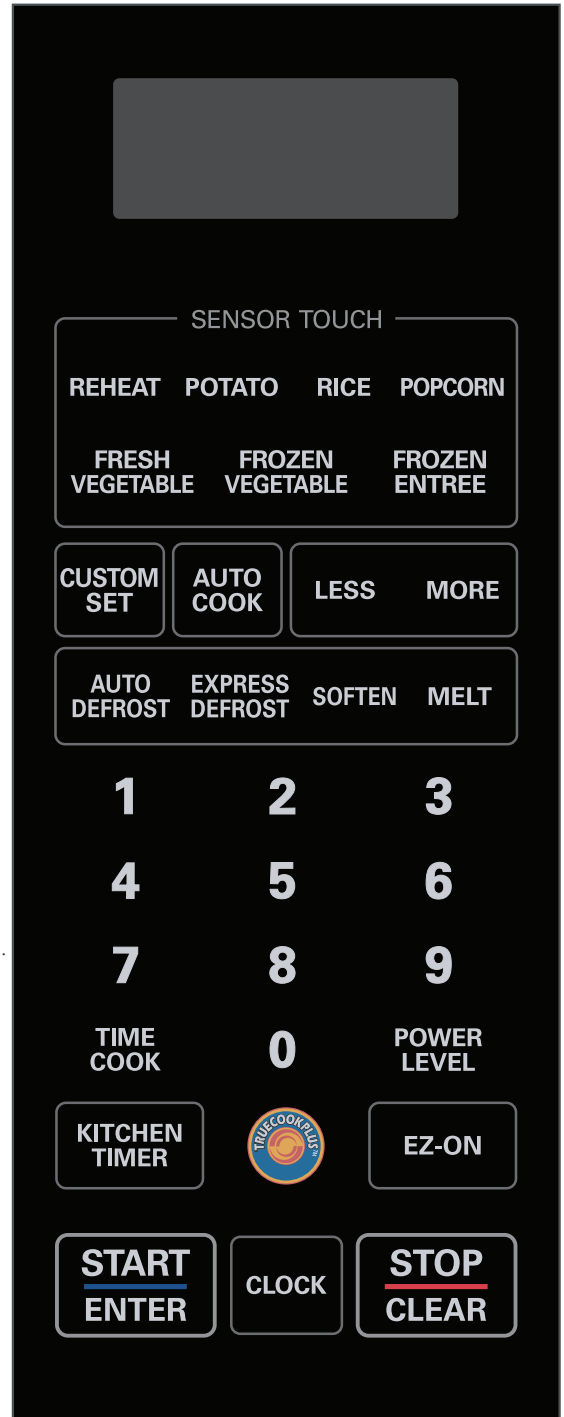 SENSOR TOUCH
REHEAT POTATO RICE POPCORN
FRESH VEGETABLE
FROZEN VEGETABLE
FROZEN ENTREE
CUSTOM SET
AUTO COOK
LESS MORE
AUTO DEFROST
EXPRESS DEFROST
SOFTEN MELT
1 2 3
4 5 6
7 8 9
TIME COOK
0
POWER LEVEL
KITCHEN TIMER
TRUECOOKPLUS™
EZ-ON
START
ENTER
CLOCK
STOP
CLEAR